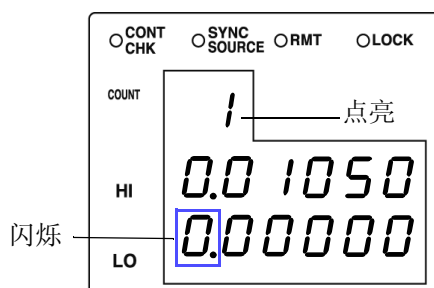 CONT CHK SYNC SOURCE RMT LOCK
COUNT 1 点亮
HI 0.01050
闪烁 0.00000
LO